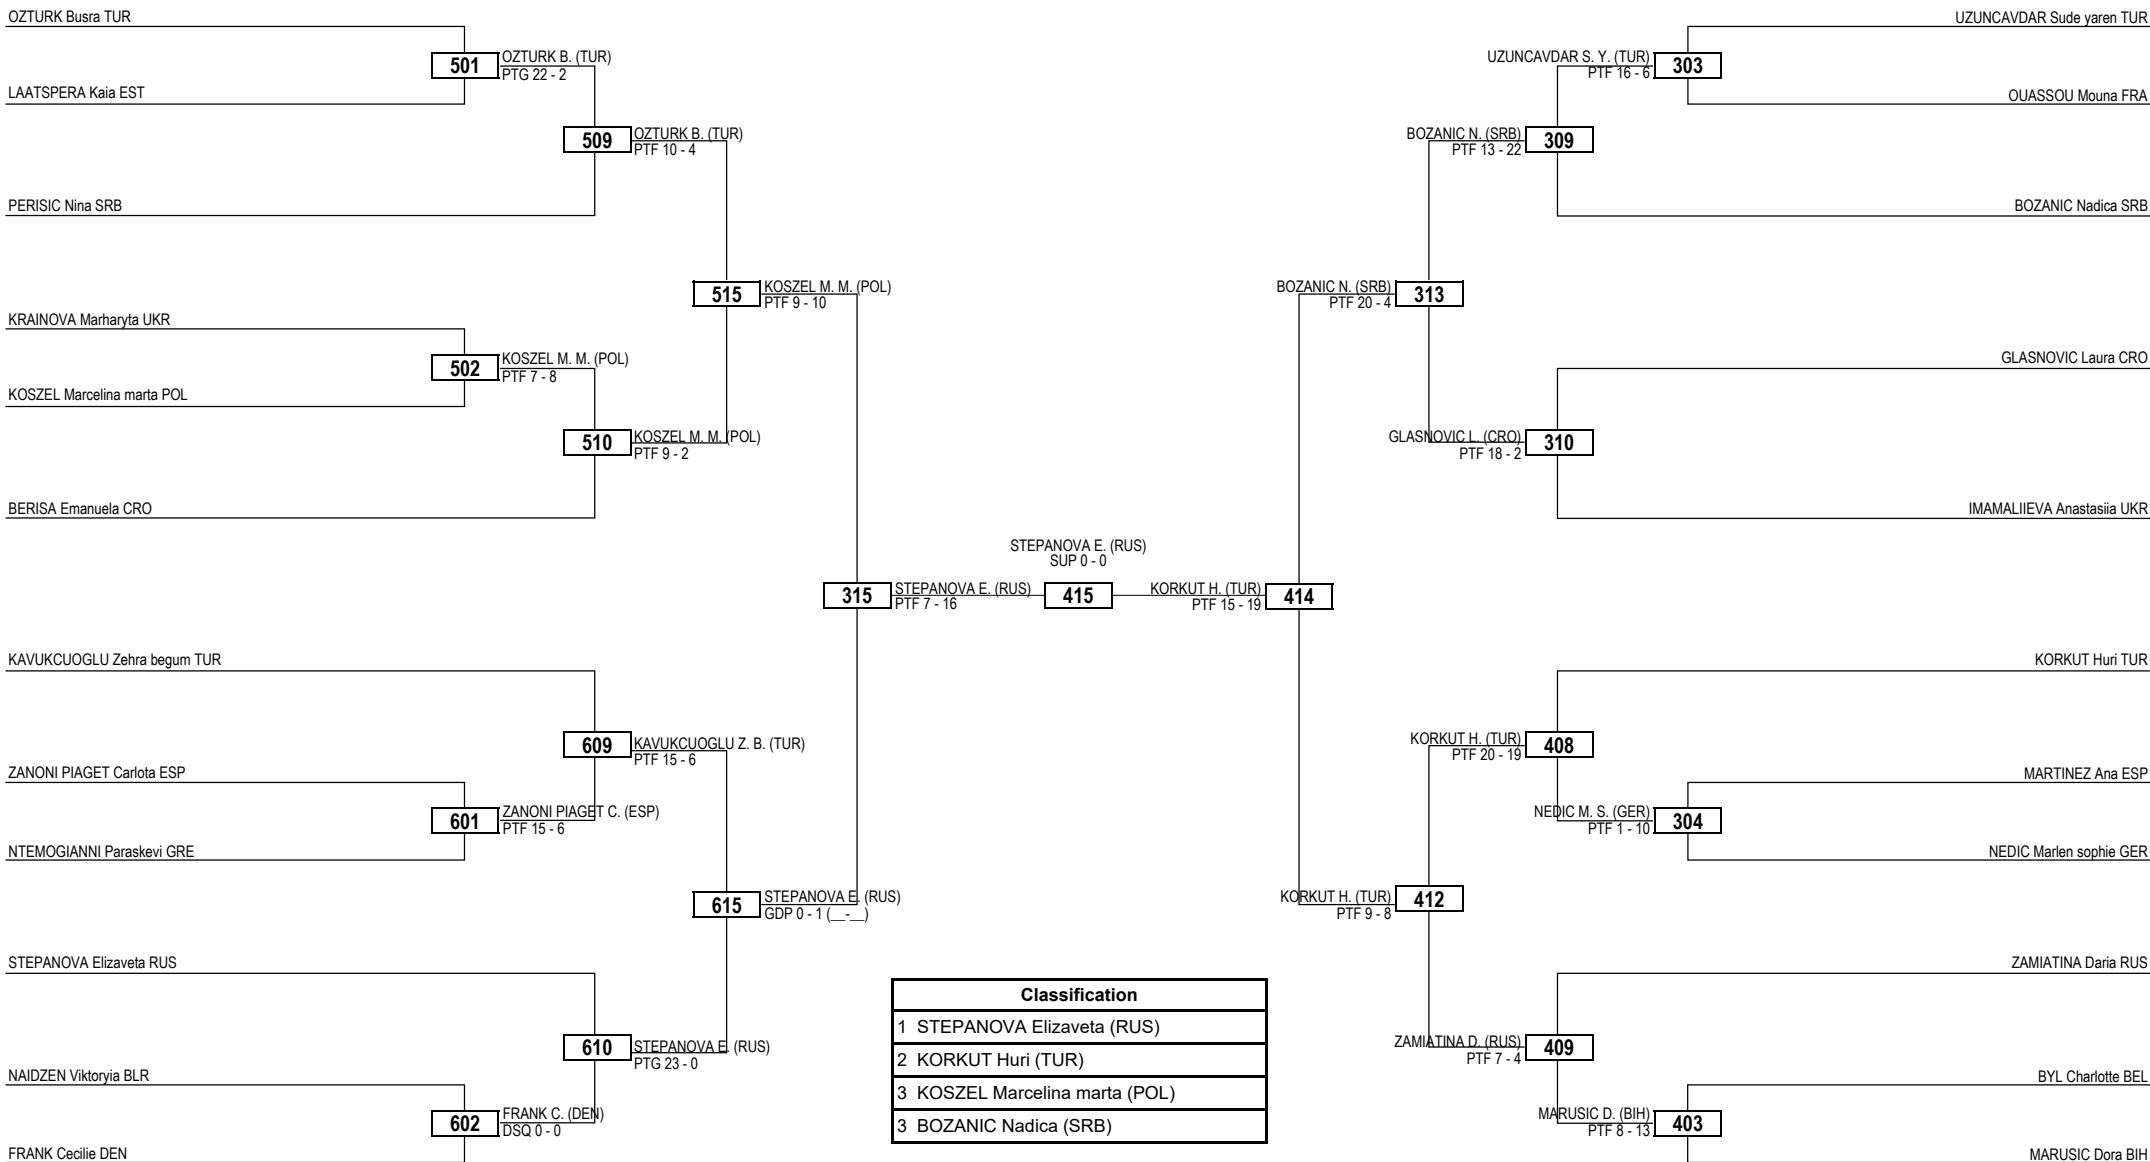 OZTURK Busra TUR
501
OZTURK B. (TUR)
PTG 22 - 2
LAATSPERA Kaia EST
509
OZTURK B. (TUR)
PTF 10 - 4
PERISIC Nina SRB
515
KOSZEL M. M. (POL)
PTF 9 - 10
KRAINOVA Marharyta UKR
502
KOSZEL M. M. (POL)
PTF 7 - 8
KOSZEL Marcelina marta POL
510
KOSZEL M. M. (POL)
PTF 9 - 2
BERISA Emanuela CRO
315
STEPANOVA E. (RUS)
PTF 7 - 16
KAVUKCUOGLU Zehra begum TUR
609
KAVUKCUOGLU Z. B. (TUR)
PTF 15 - 6
ZANONI PIAGET Carlota ESP
601
ZANONI PIAGET C. (ESP)
PTF 15 - 6
NTEMOGIANNI Paraskevi GRE
615
STEPANOVA E. (RUS)
GDP 0 - 1 (__-__)
STEPANOVA Elizaveta RUS
610
STEPANOVA E. (RUS)
PTG 23 - 0
NAIDZEN Viktoryia BLR
602
FRANK C. (DEN)
DSQ 0 - 0
FRANK Cecilie DEN
STEPANOVA E. (RUS)
SUP 0 - 0
415
UZUNCAVDAR Sude yaren TUR
UZUNCAVDAR S. Y. (TUR)
PTF 16 - 6
303
OUASSOU Mouna FRA
BOZANIC N. (SRB)
PTF 13 - 22
309
BOZANIC Nadica SRB
BOZANIC N. (SRB)
PTF 20 - 4
313
GLASNOVIC Laura CRO
GLASNOVIC L. (CRO)
PTF 18 - 2
310
IMAMALIIEVA Anastasiia UKR
KORKUT H. (TUR)
PTF 15 - 19
414
KORKUT Huri TUR
KORKUT H. (TUR)
PTF 20 - 19
408
MARTINEZ Ana ESP
NEDIC M. S. (GER)
PTF 1 - 10
304
NEDIC Marlen sophie GER
KORKUT H. (TUR)
PTF 9 - 8
412
ZAMIATINA Daria RUS
ZAMIATINA D. (RUS)
PTF 7 - 4
409
BYL Charlotte BEL
MARUSIC D. (BIH)
PTF 8 - 13
403
MARUSIC Dora BIH
Classification
1 STEPANOVA Elizaveta (RUS)
2 KORKUT Huri (TUR)
3 KOSZEL Marcelina marta (POL)
3 BOZANIC Nadica (SRB)